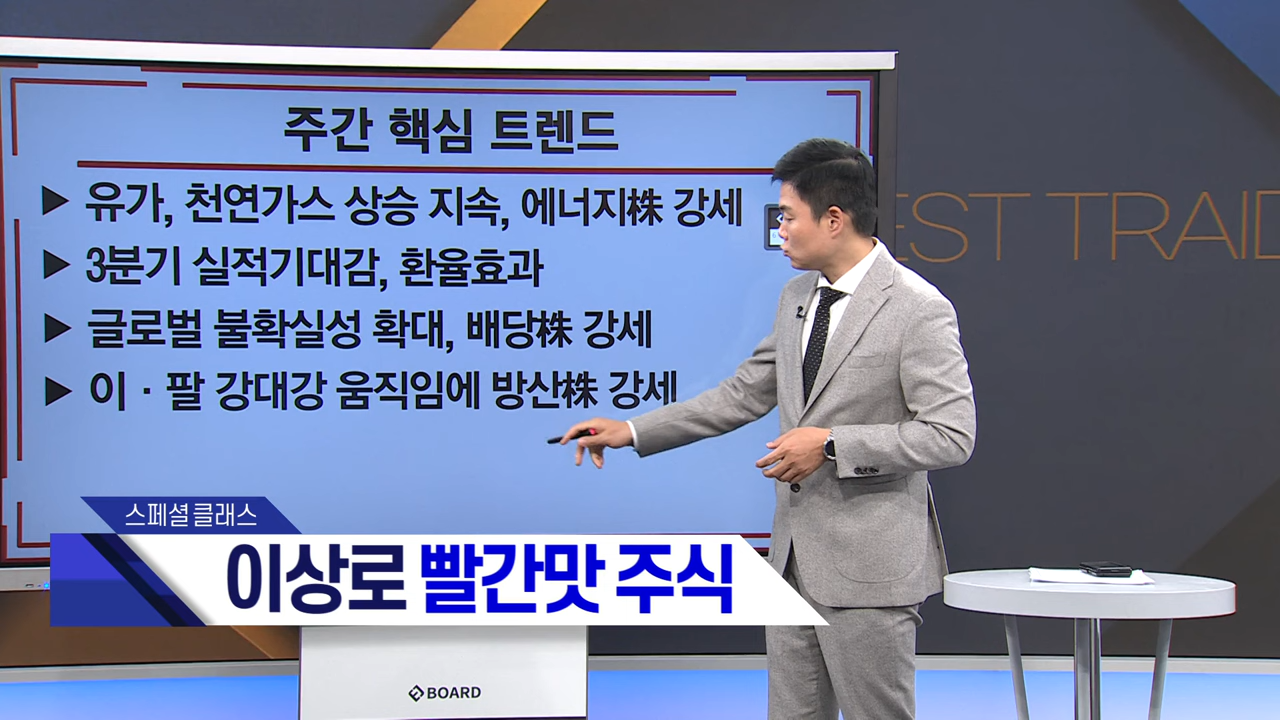 주간 핵심 트렌드
▶ 유가, 천연가스 상승 지속, 에너지株 강세
▶ 3분기 실적기대감, 환율효과
▶ 글로벌 불확실성 확대, 배당株 강세
▶ 이 · 팔 강대강 움직임에 방산株 강세
EST TRAD
스페셜 클래스
이상로 빨간맛 주식
BOARD